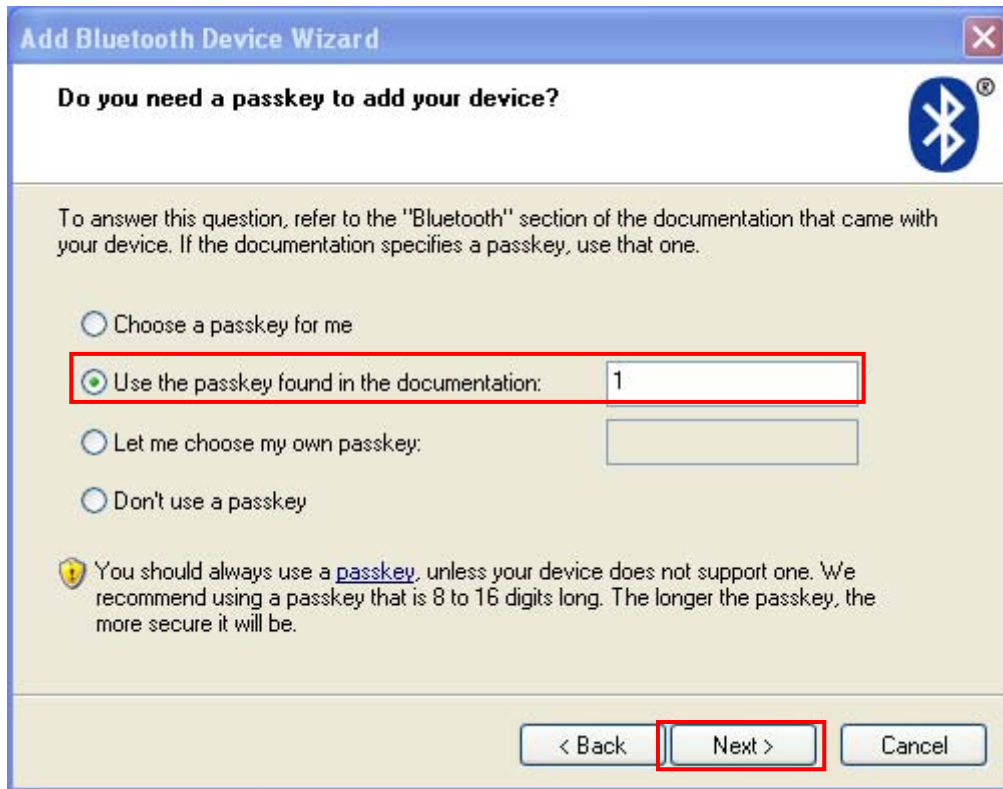 Add Bluetooth Device Wizard
Do you need a passkey to add your device?
®
To answer this question, refer to the "Bluetooth" section of the documentation that came with
your device. If the documentation specifies a passkey, use that one.
Choose a passkey for me
Use the passkey found in the documentation: 1
Let me choose my own passkey:
Don't use a passkey
You should always use a passkey, unless your device does not support one. We
recommend using a passkey that is 8 to 16 digits long. The longer the passkey, the
more secure it will be.
< Back Next > Cancel